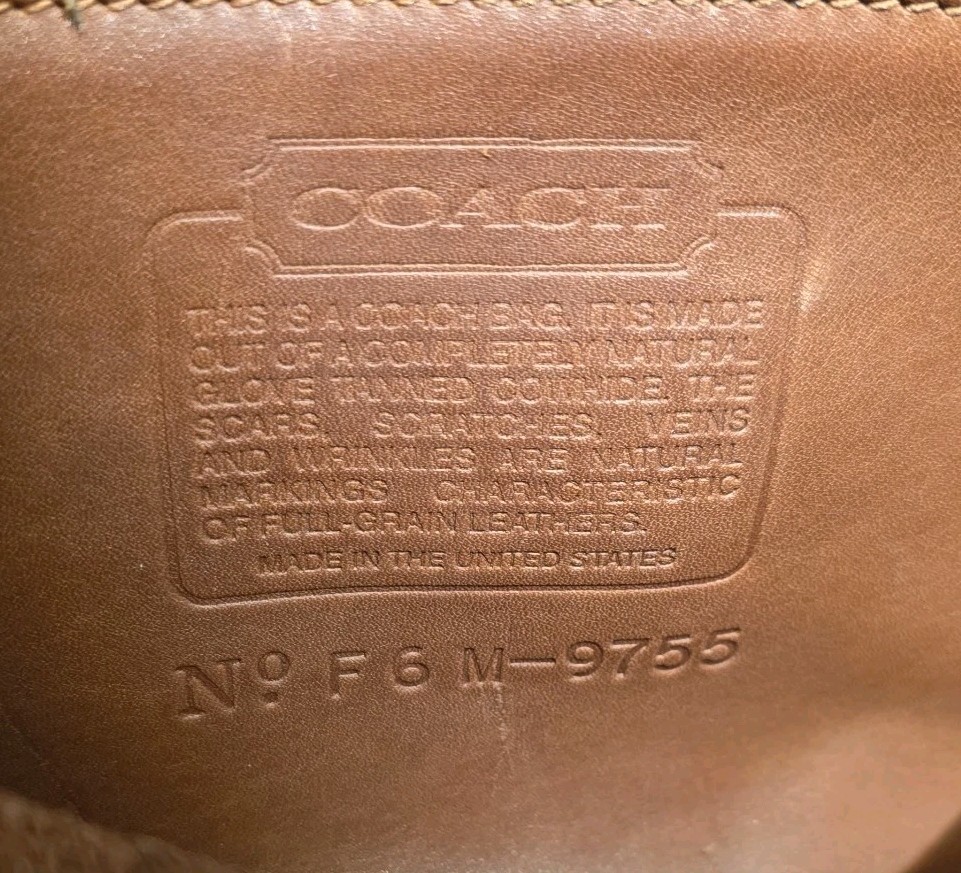 COACH
THIS IS A COACH BAG. IT IS MADE
OUT OF A COMPLETELY NATURAL
GLOVE TANNED COWHIDE. THE
SCARS, SCRATCHES, VEINS
AND WRINKLES ARE NATURAL
MARKINGS CHARACTERISTIC
OF FULL-GRAIN LEATHERS.
MADE IN THE UNITED STATES
Nº F6M-9755